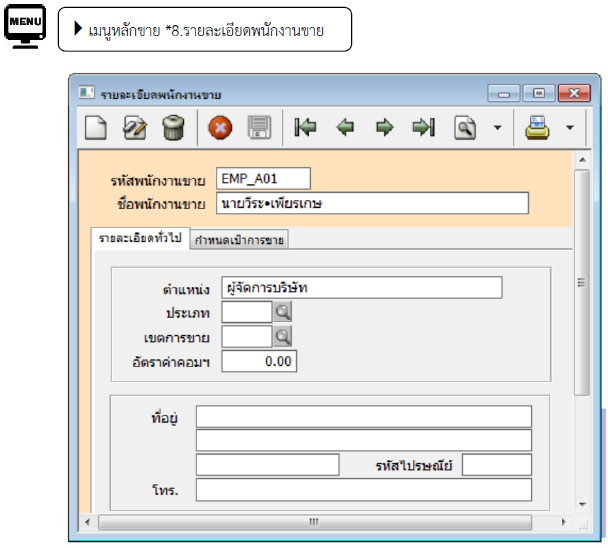 MENU
เมนูหลักขาย *8.รายละเอียดพนักงานขาย
รายละเอียดพนักงานขาย
รหัสพนักงานขาย EMP_A01
ชื่อพนักงานขาย นายวีระ•เพียรเกษ
รายละเอียดทั่วไป กำหนดเป้าการขาย
ตำแหน่ง ผู้จัดการบริษัท
ประเภท
เขตการขาย
อัตราค่าคอมฯ 0.00
ที่อยู่
รหัสไปรษณีย์
โทร.